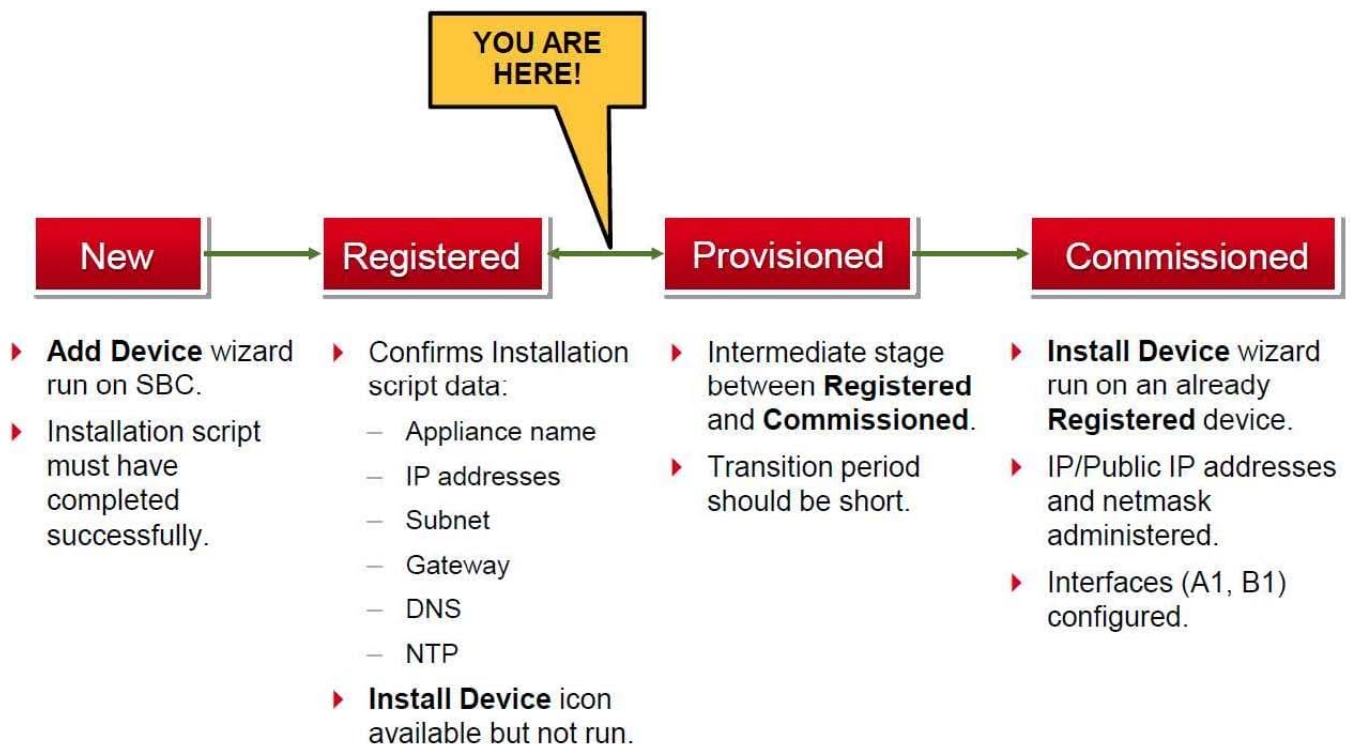 YOU ARE
HERE!
New
Registered
Provisioned
Commissioned
Add Device wizard
run on SBC.
Installation script
must have
completed
successfully.
Confirms Installation
script data:
– Appliance name
– IP addresses
– Subnet
– Gateway
– DNS
– NTP
Install Device icon
available but not run.
Intermediate stage
between Registered
and Commissioned.
Transition period
should be short.
Install Device wizard
run on an already
Registered device.
IP/Public IP addresses
and netmask
administered.
Interfaces (A1, B1)
configured.